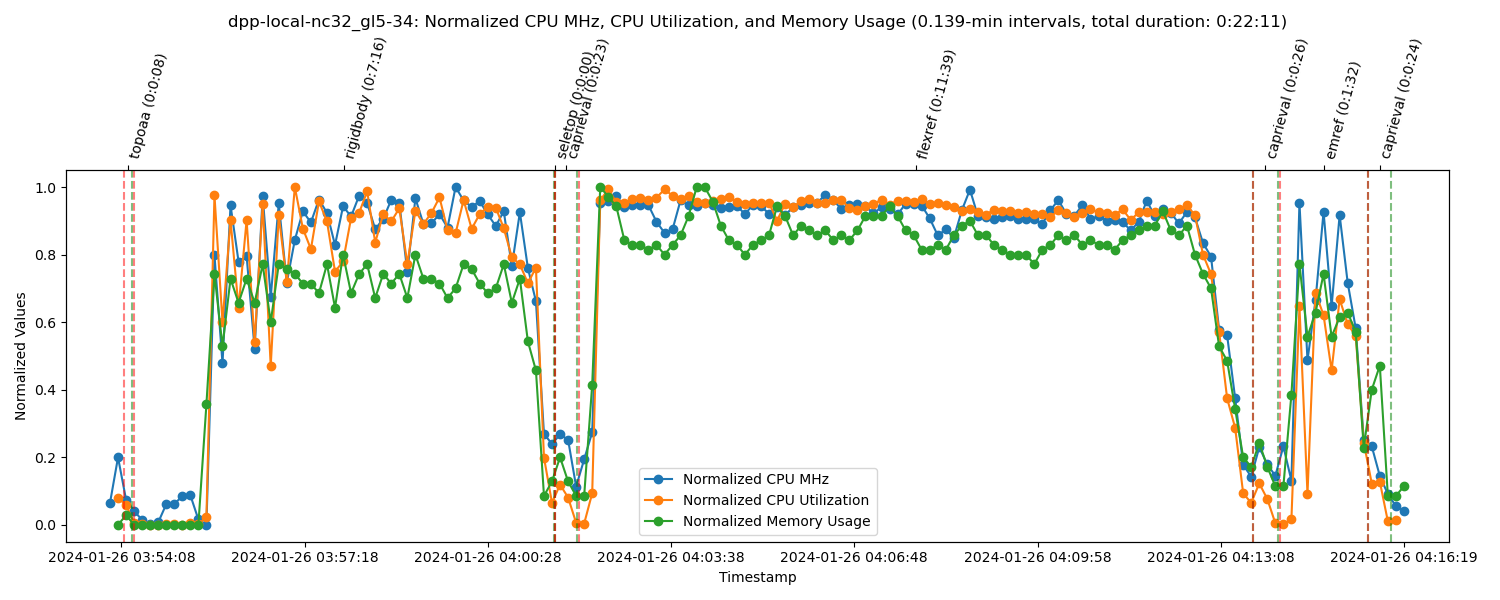 dpp-local-nc32_gl5-34: Normalized CPU MHz, CPU Utilization, and Memory Usage (0.139-min intervals, total duration: 0:22:11)
topoaa (0:0:08)
rigidbody (0:7:16)
seletop (0:0:00)
caprieval (0:0:23)
flexref (0:11:39)
caprieval (0:0:26)
emref (0:1:32)
caprieval (0:0:24)
Normalized Values
1.0
0.8
0.6
0.4
0.2
0.0
Normalized CPU MHz
Normalized CPU Utilization
Normalized Memory Usage
2024-01-26 03:54:08
2024-01-26 03:57:18
2024-01-26 04:00:28
2024-01-26 04:03:38
2024-01-26 04:06:48
2024-01-26 04:09:58
2024-01-26 04:13:08
2024-01-26 04:16:19
Timestamp